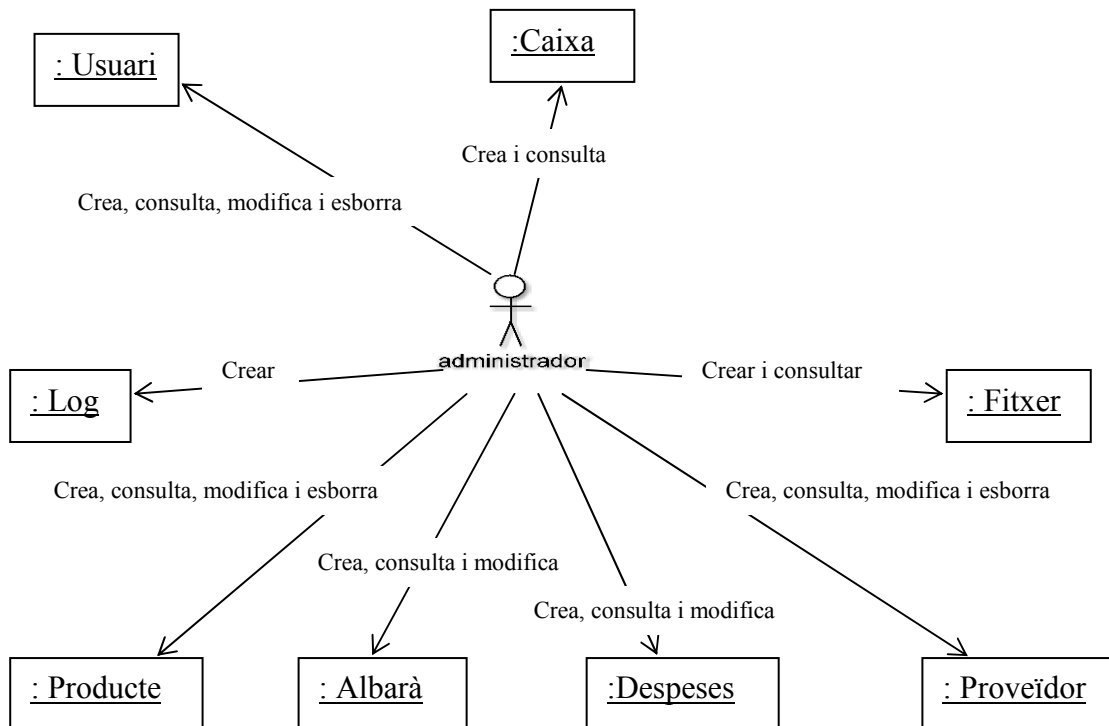 :Caixa
: Usuari
Crea i consulta
Crea, consulta, modifica i esborra
administrador
Crear
Crear i consultar
: Log
: Fitxer
Crea, consulta, modifica i esborra
Crea, consulta, modifica i esborra
Crea, consulta i modifica
Crea, consulta i modifica
: Producte
: Albarà
:Despeses
: Proveïdor